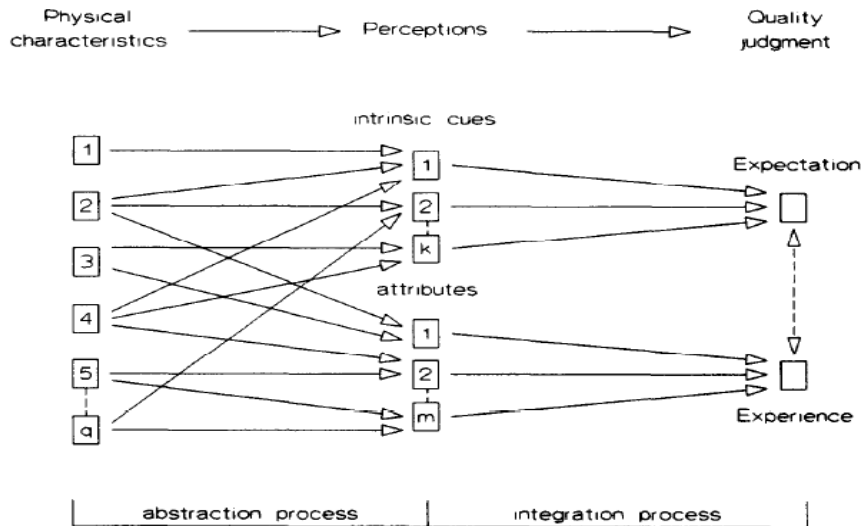 Physical
characteristics
Perceptions
Quality
judgment
intrinsic cues
1
1
2
2
k
3
4
attributes
1
5
2
q
m
Expectation
Experience
abstraction process
integration process